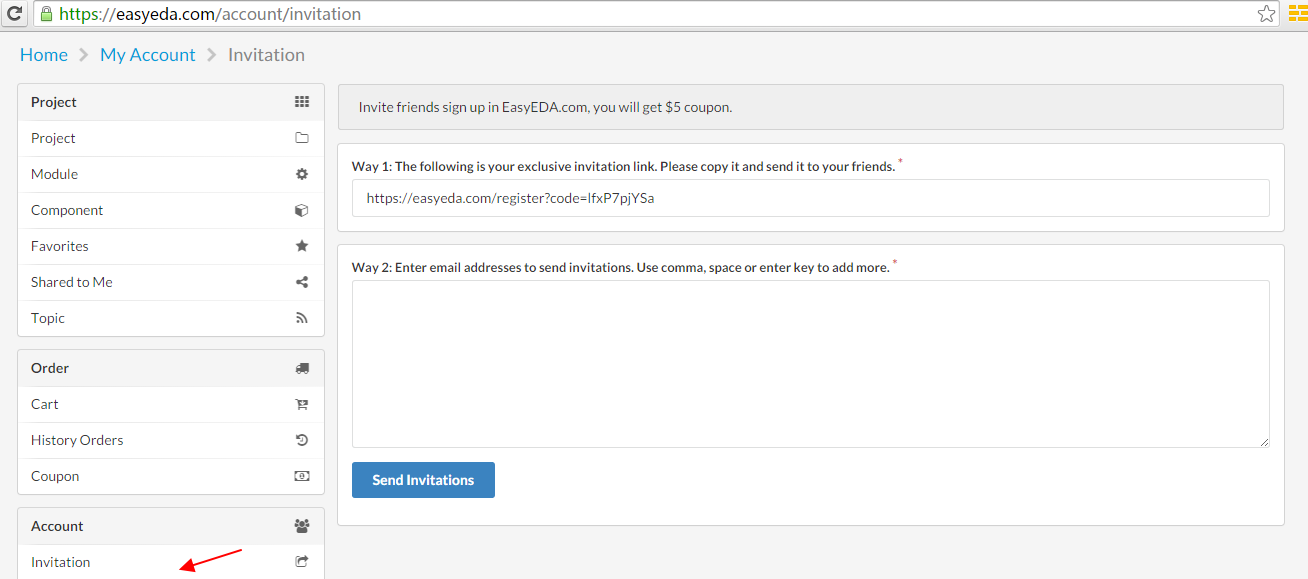 https://easyeda.com/account/invitation
Home > My Account > Invitation
Project
Project
Module
Component
Favorites
Shared to Me
Topic
Order
Cart
History Orders
Coupon
Account
Invitation
Invite friends sign up in EasyEDA.com, you will get $5 coupon.
Way 1: The following is your exclusive invitation link. Please copy it and send it to your friends. *
https://easyeda.com/register?code=lfxP7pjYSa
Way 2: Enter email addresses to send invitations. Use comma, space or enter key to add more. *
Send Invitations